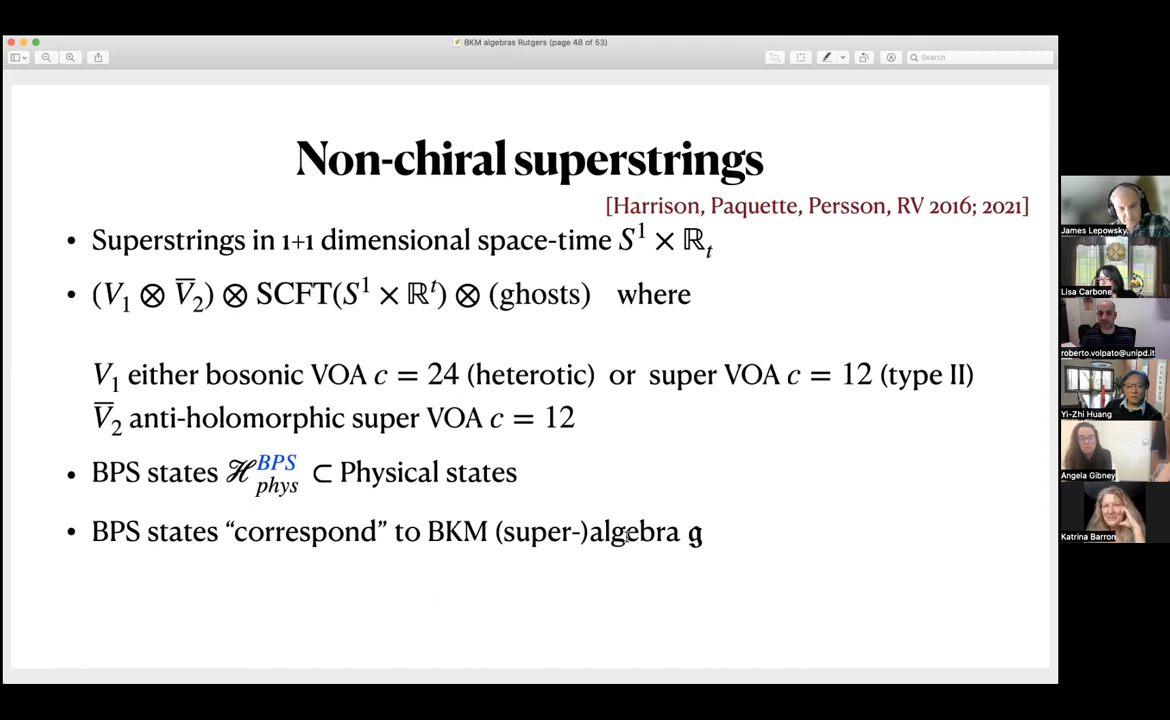 BKM algebras Rutgers (page 48 of 53)
Search
Non-chiral superstrings
[Harrison, Paquette, Persson, RV 2016; 2021]
• Superstrings in 1+1 dimensional space-time S¹ × ℝₜ
• (V₁ ⊗ V̅₂) ⊗ SCFT(S¹ × ℝᵗ) ⊗ (ghosts) where
V₁ either bosonic VOA c = 24 (heterotic) or super VOA c = 12 (type II)
V̅₂ anti-holomorphic super VOA c = 12
• BPS states ℋ^BPS_phys ⊂ Physical states
• BPS states “correspond” to BKM (super-)algebra 𝔤
James Lepowsky
Lisa Carbone
roberto.volpato@unipd.it
Yi-Zhi Huang
Angela Gibney
Katrina Barron